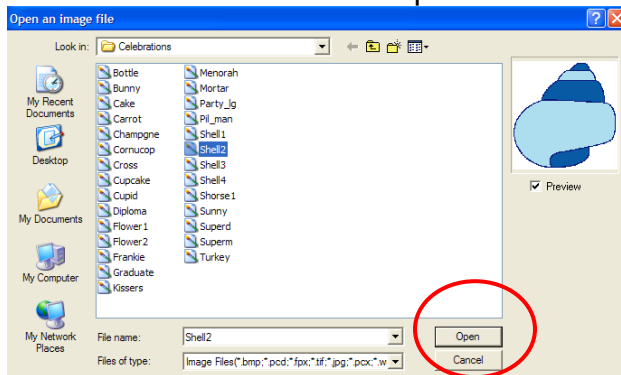 Open an image file
Look in:
Celebrations
My Recent
Documents
Desktop
My Documents
My Computer
My Network
Places
Bottle
Bunny
Cake
Carrot
Champgne
Cornucop
Cross
Cupcake
Cupid
Diploma
Flower1
Flower2
Frankie
Graduate
Kissers
Menorah
Mortar
Party_lg
Pil_man
Shell1
Shell2
Shell3
Shell4
Shorse1
Sunny
Superd
Superm
Turkey
Preview
File name:
Shell2
Open
Files of type:
Image Files(*.bmp;*.pcd;*.fpx;*.tif;*.jpg;*.pcx;*.w
Cancel